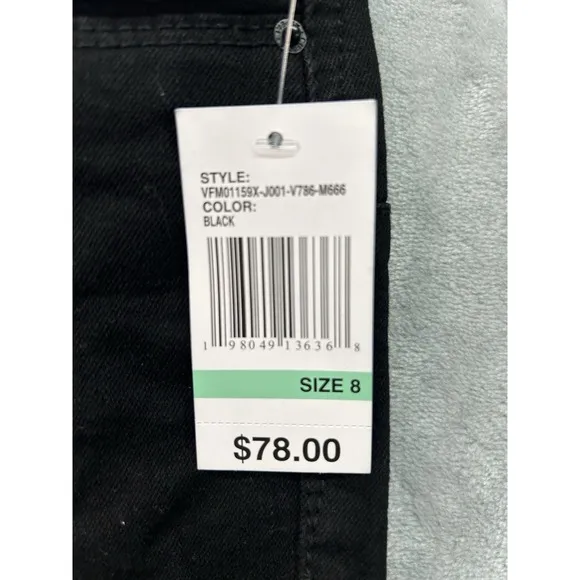 STYLE:
VFM01159X-J001-V786-M666
COLOR:
BLACK
1 98049 13636 8
SIZE 8
$78.00